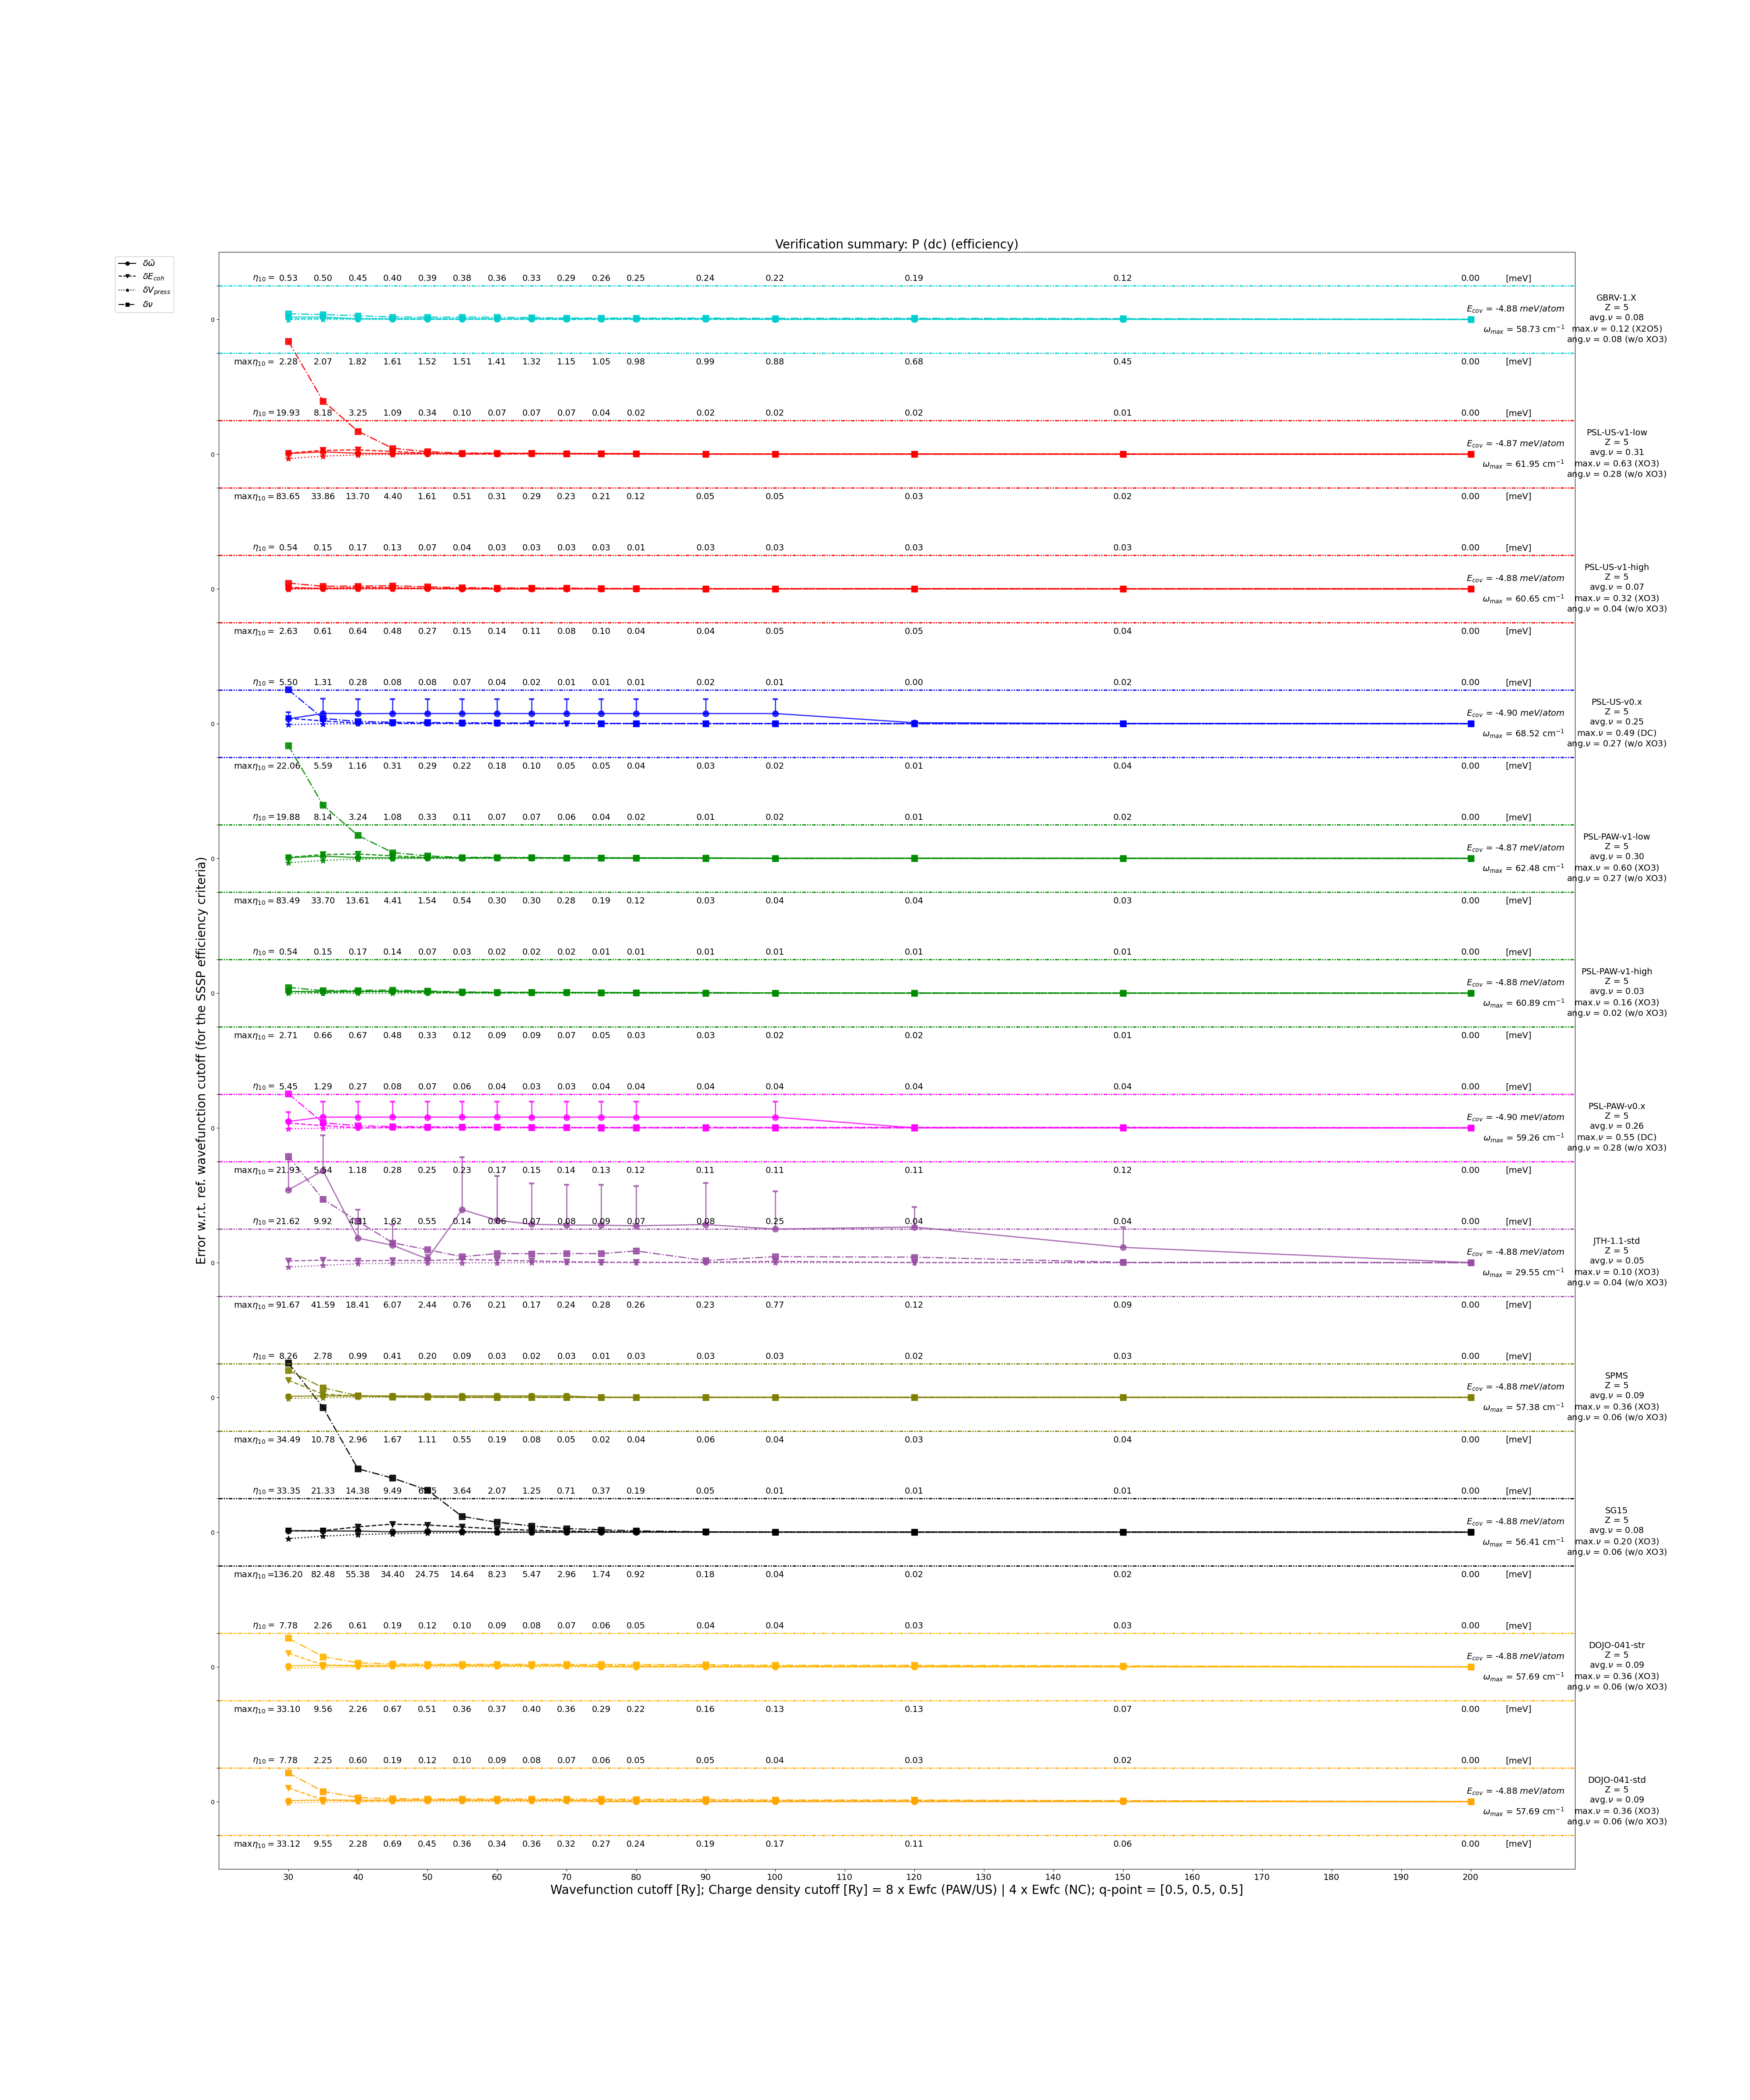 Verification summary: P (dc) (efficiency)
δω̄
δE_coh
δV_press
δν
Error w.r.t. ref. wavefunction cutoff (for the SSSP efficiency criteria)
η₁₀ = 0.53 0.50 0.45 0.40 0.39 0.38 0.36 0.33 0.29 0.26 0.25 0.24 0.22 0.19 0.12 0.00 [meV]
0
E_cov = -4.88 meV/atom
ω_max = 58.73 cm⁻¹
GBRV-1.X
Z = 5
avg.ν = 0.08
max.ν = 0.12 (X2O5)
ang.ν = 0.08 (w/o XO3)
maxη₁₀ = 2.28 2.07 1.82 1.61 1.52 1.51 1.41 1.32 1.15 1.05 0.98 0.99 0.88 0.68 0.45 0.00 [meV]
η₁₀ = 19.93 8.18 3.25 1.09 0.34 0.10 0.07 0.07 0.07 0.04 0.02 0.02 0.02 0.02 0.01 0.00 [meV]
0
E_cov = -4.87 meV/atom
ω_max = 61.95 cm⁻¹
PSL-US-v1-low
Z = 5
avg.ν = 0.31
max.ν = 0.63 (XO3)
ang.ν = 0.28 (w/o XO3)
maxη₁₀ = 83.65 33.86 13.70 4.40 1.61 0.51 0.31 0.29 0.23 0.21 0.12 0.05 0.05 0.03 0.02 0.00 [meV]
η₁₀ = 0.54 0.15 0.17 0.13 0.07 0.04 0.03 0.03 0.03 0.03 0.01 0.03 0.03 0.03 0.03 0.00 [meV]
0
E_cov = -4.88 meV/atom
ω_max = 60.65 cm⁻¹
PSL-US-v1-high
Z = 5
avg.ν = 0.07
max.ν = 0.32 (XO3)
ang.ν = 0.04 (w/o XO3)
maxη₁₀ = 2.63 0.61 0.64 0.48 0.27 0.15 0.14 0.11 0.08 0.10 0.04 0.04 0.05 0.05 0.04 0.00 [meV]
η₁₀ = 5.50 1.31 0.28 0.08 0.08 0.07 0.04 0.02 0.01 0.01 0.01 0.02 0.01 0.00 0.02 0.00 [meV]
0
E_cov = -4.90 meV/atom
ω_max = 68.52 cm⁻¹
PSL-US-v0.x
Z = 5
avg.ν = 0.25
max.ν = 0.49 (DC)
ang.ν = 0.27 (w/o XO3)
maxη₁₀ = 22.06 5.59 1.16 0.31 0.29 0.22 0.18 0.10 0.05 0.05 0.04 0.03 0.02 0.01 0.04 0.00 [meV]
η₁₀ = 19.88 8.14 3.24 1.08 0.33 0.11 0.07 0.07 0.06 0.04 0.02 0.01 0.02 0.01 0.02 0.00 [meV]
0
E_cov = -4.87 meV/atom
ω_max = 62.48 cm⁻¹
PSL-PAW-v1-low
Z = 5
avg.ν = 0.30
max.ν = 0.60 (XO3)
ang.ν = 0.27 (w/o XO3)
maxη₁₀ = 83.49 33.70 13.61 4.41 1.54 0.54 0.30 0.30 0.28 0.19 0.12 0.03 0.04 0.04 0.03 0.00 [meV]
η₁₀ = 0.54 0.15 0.17 0.14 0.07 0.03 0.02 0.02 0.02 0.01 0.01 0.01 0.01 0.01 0.01 0.00 [meV]
0
E_cov = -4.88 meV/atom
ω_max = 60.89 cm⁻¹
PSL-PAW-v1-high
Z = 5
avg.ν = 0.03
max.ν = 0.16 (XO3)
ang.ν = 0.02 (w/o XO3)
maxη₁₀ = 2.71 0.66 0.67 0.48 0.33 0.12 0.09 0.09 0.07 0.05 0.03 0.03 0.02 0.02 0.01 0.00 [meV]
η₁₀ = 5.45 1.29 0.27 0.08 0.07 0.06 0.04 0.03 0.03 0.04 0.04 0.04 0.04 0.04 0.04 0.00 [meV]
0
E_cov = -4.90 meV/atom
ω_max = 59.26 cm⁻¹
PSL-PAW-v0.x
Z = 5
avg.ν = 0.26
max.ν = 0.55 (DC)
ang.ν = 0.28 (w/o XO3)
maxη₁₀ = 21.93 5.54 1.18 0.28 0.25 0.23 0.17 0.15 0.14 0.13 0.12 0.11 0.11 0.11 0.12 0.00 [meV]
η₁₀ = 21.62 9.92 4.31 1.52 0.55 0.14 0.06 0.07 0.08 0.09 0.07 0.08 0.25 0.04 0.04 0.00 [meV]
0
E_cov = -4.88 meV/atom
ω_max = 29.55 cm⁻¹
JTH-1.1-std
Z = 5
avg.ν = 0.05
max.ν = 0.10 (XO3)
ang.ν = 0.04 (w/o XO3)
maxη₁₀ = 91.67 41.59 18.41 6.07 2.44 0.76 0.21 0.17 0.24 0.28 0.26 0.23 0.77 0.12 0.09 0.00 [meV]
η₁₀ = 8.26 2.78 0.99 0.41 0.20 0.09 0.03 0.02 0.03 0.01 0.03 0.03 0.03 0.02 0.03 0.00 [meV]
0
E_cov = -4.88 meV/atom
ω_max = 57.38 cm⁻¹
SPMS
Z = 5
avg.ν = 0.09
max.ν = 0.36 (XO3)
ang.ν = 0.06 (w/o XO3)
maxη₁₀ = 34.49 10.78 2.96 1.67 1.11 0.55 0.19 0.08 0.05 0.02 0.04 0.06 0.04 0.03 0.04 0.00 [meV]
η₁₀ = 33.35 21.33 14.38 9.49 3.64 2.07 1.25 0.71 0.37 0.19 0.05 0.01 0.01 0.01 0.00 [meV]
0
E_cov = -4.88 meV/atom
ω_max = 56.41 cm⁻¹
SG15
Z = 5
avg.ν = 0.08
max.ν = 0.20 (XO3)
ang.ν = 0.06 (w/o XO3)
maxη₁₀ = 136.20 82.48 55.38 34.40 24.75 14.64 8.23 5.47 2.96 1.74 0.92 0.18 0.04 0.02 0.02 0.00 [meV]
η₁₀ = 7.78 2.26 0.61 0.19 0.12 0.10 0.09 0.08 0.07 0.06 0.05 0.04 0.04 0.03 0.03 0.00 [meV]
0
E_cov = -4.88 meV/atom
ω_max = 57.69 cm⁻¹
DOJO-041-str
Z = 5
avg.ν = 0.09
max.ν = 0.36 (XO3)
ang.ν = 0.06 (w/o XO3)
maxη₁₀ = 33.10 9.56 2.26 0.67 0.51 0.36 0.37 0.40 0.36 0.29 0.22 0.16 0.13 0.13 0.07 0.00 [meV]
η₁₀ = 7.78 2.25 0.60 0.19 0.12 0.10 0.09 0.08 0.07 0.06 0.05 0.05 0.04 0.03 0.02 0.00 [meV]
0
E_cov = -4.88 meV/atom
ω_max = 57.69 cm⁻¹
DOJO-041-std
Z = 5
avg.ν = 0.09
max.ν = 0.36 (XO3)
ang.ν = 0.06 (w/o XO3)
maxη₁₀ = 33.12 9.55 2.28 0.69 0.45 0.36 0.34 0.36 0.32 0.27 0.24 0.19 0.17 0.11 0.06 0.00 [meV]
30 40 50 60 70 80 90 100 110 120 130 140 150 160 170 180 190 200
Wavefunction cutoff [Ry]; Charge density cutoff [Ry] = 8 x Ewfc (PAW/US) | 4 x Ewfc (NC); q-point = [0.5, 0.5, 0.5]